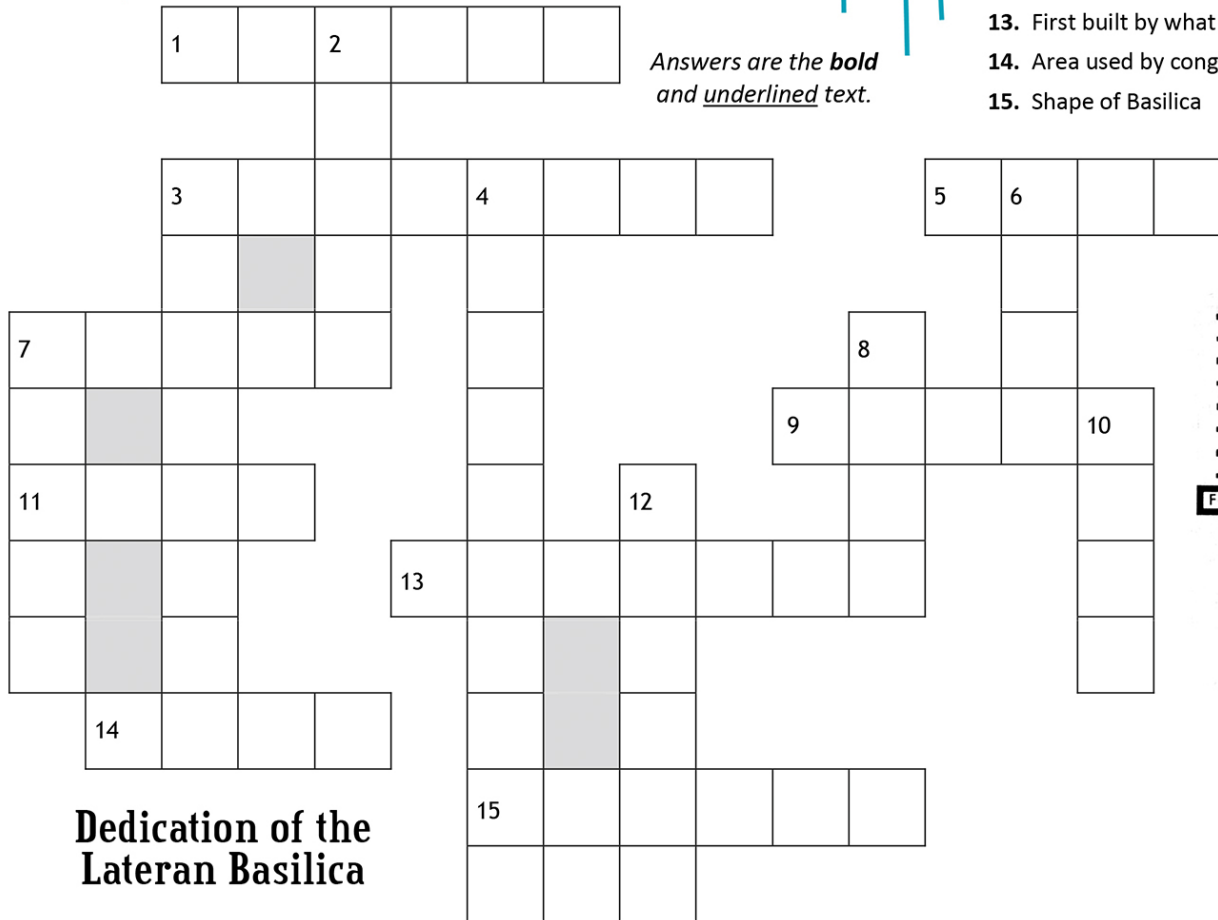 13. First built by what
14. Area used by cong
15. Shape of Basilica
Answers are the bold
and underlined text.
1 2
3 4 5 6
7 8
9 10
11 12
13
14
15
F
Dedication of the
Lateran Basilica